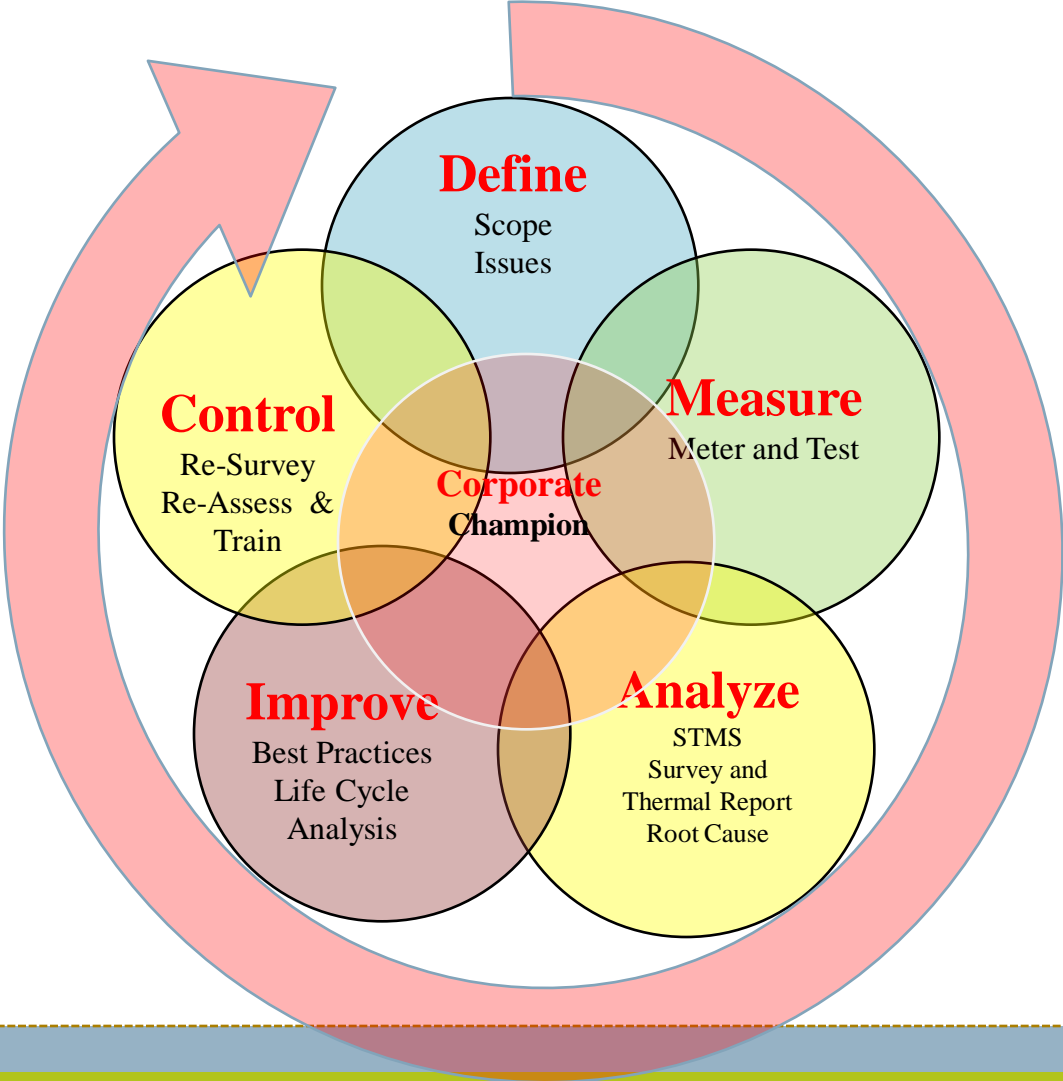 Define
Scope
Issues
Measure
Meter and Test
Corporate
Champion
Analyze
STMS
Survey and
Thermal Report
Root Cause
Improve
Best Practices
Life Cycle
Analysis
Control
Re-Survey
Re-Assess &
Train